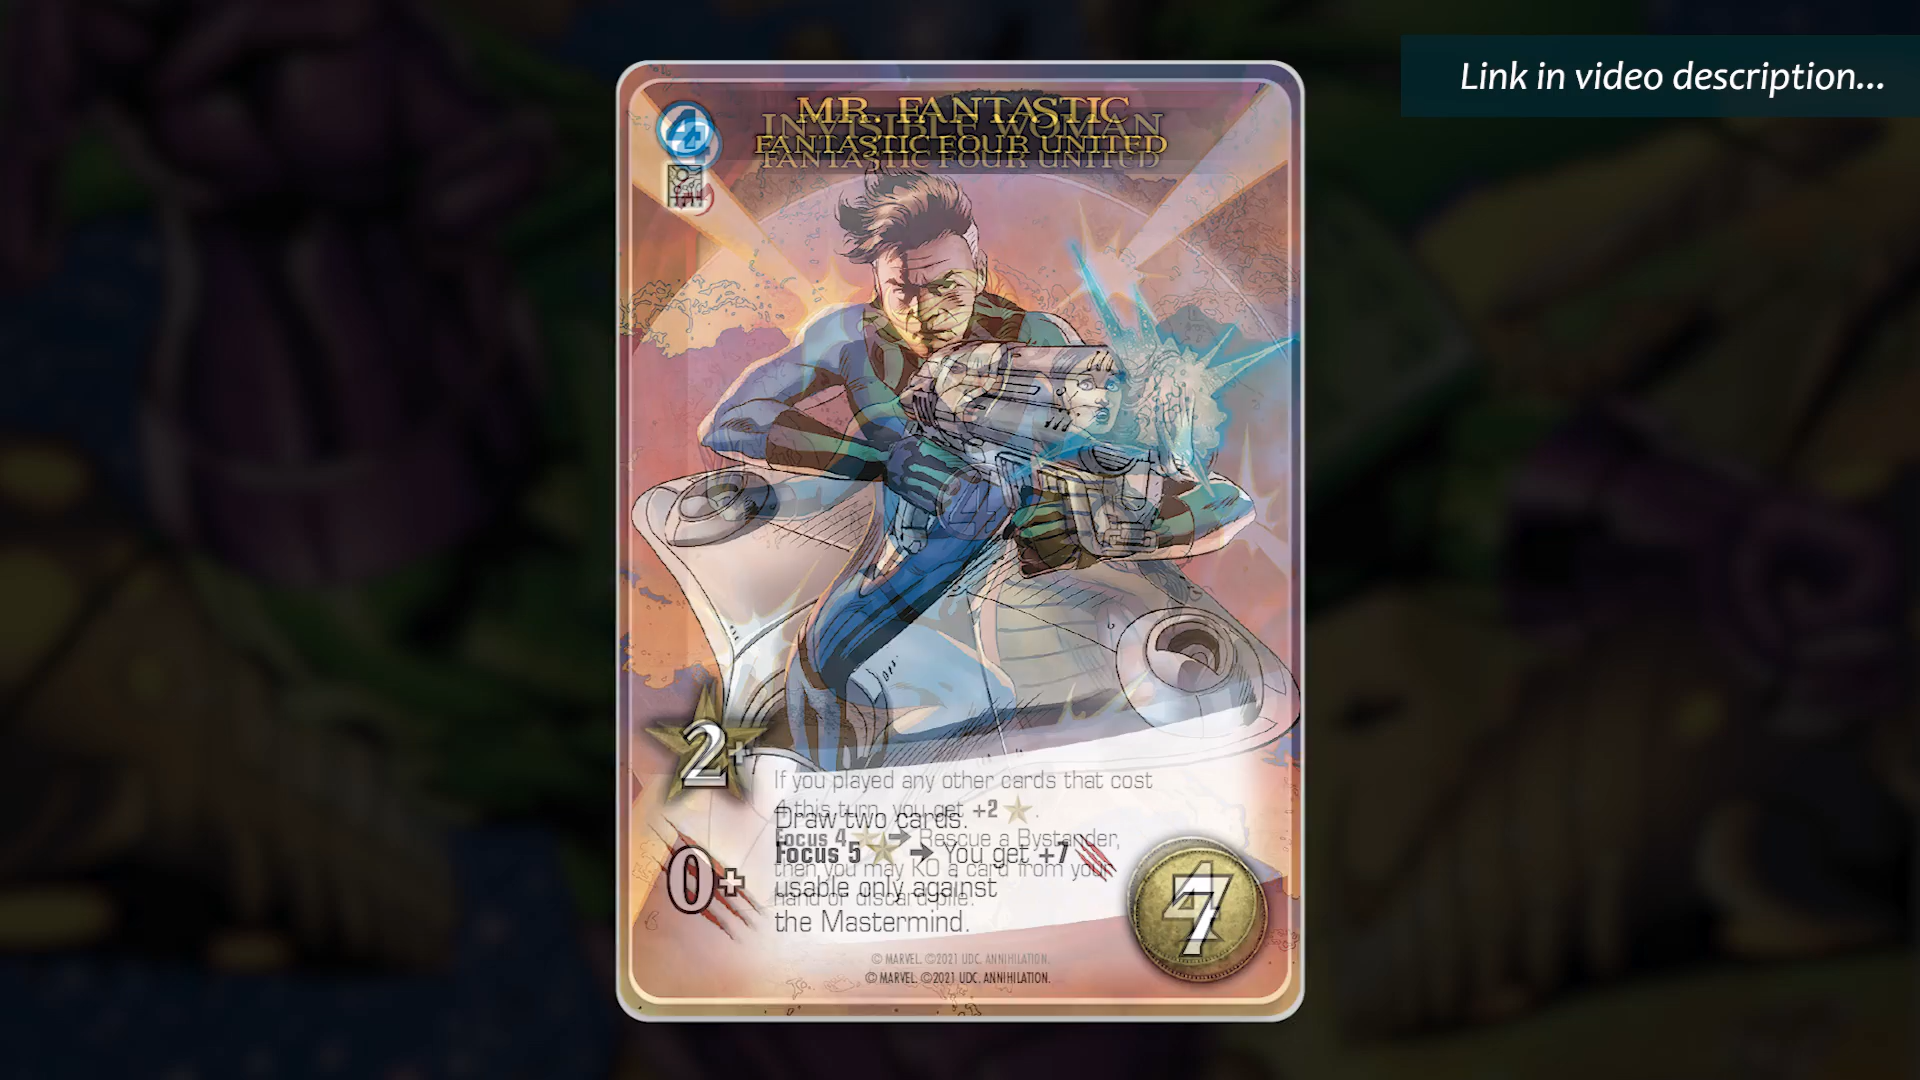 Link in video description...
MR. FANTASTIC
INVISIBLE WOMAN
FANTASTIC FOUR UNITED
FANTASTIC FOUR UNITED
2+
If you played any other cards that cost
4 this turn, you get +2
Draw two cards.
Focus 4 → Rescue a Bystander,
Focus 5 → You get +7
then you may KO a card from your
0+
usable only against
hand or discard pile.
the Mastermind.
4
7
© MARVEL. ©2021 UDC. ANNIHILATION.
© MARVEL. ©2021 UDC. ANNIHILATION.